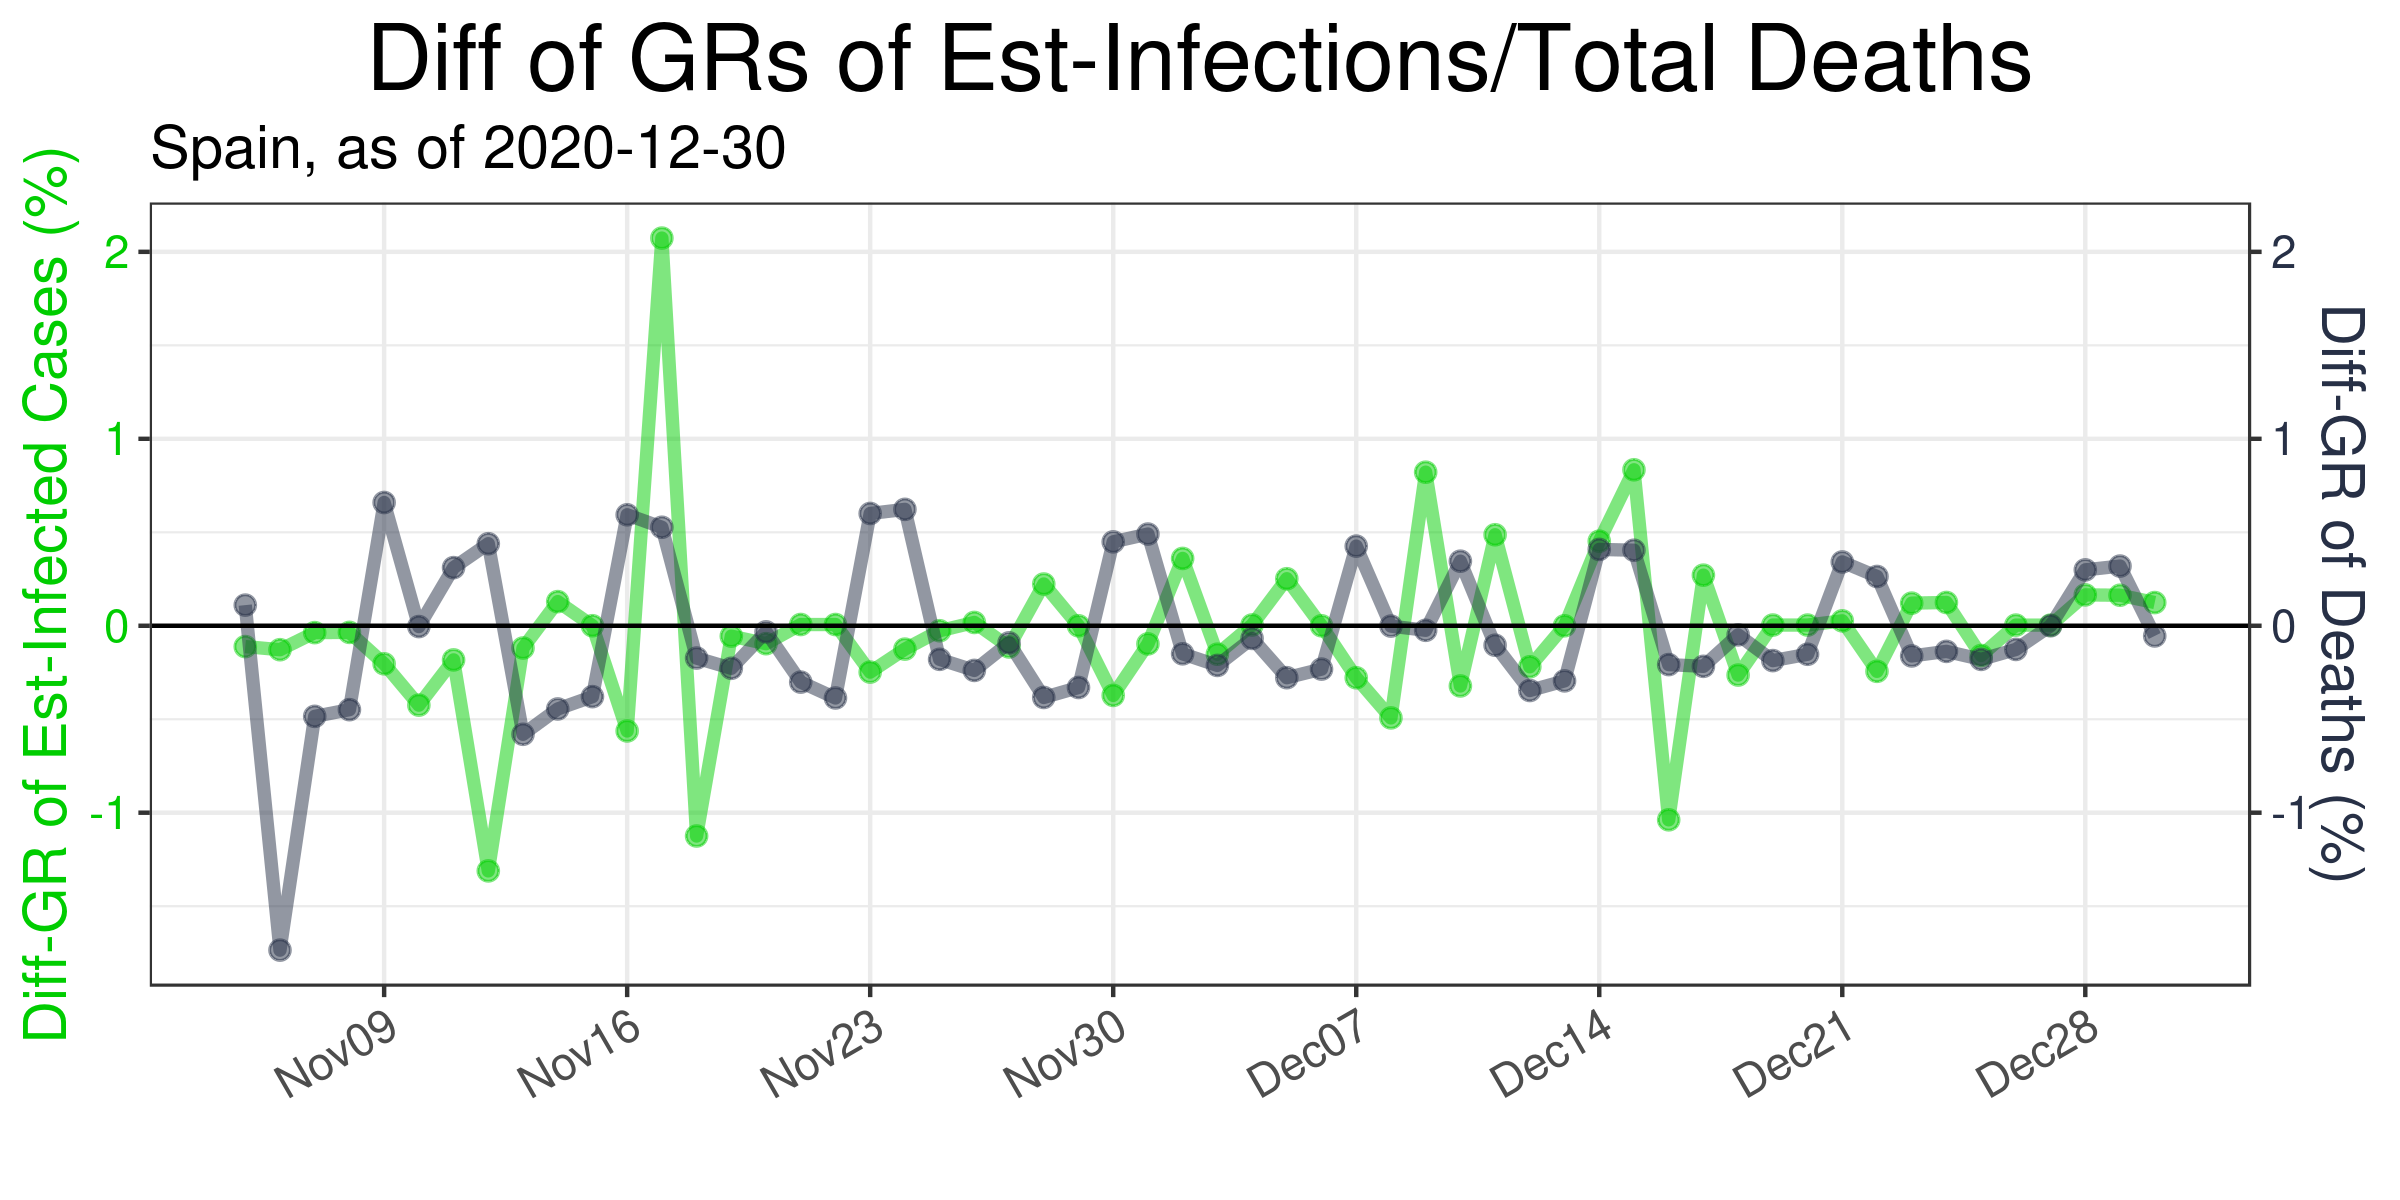 Diff of GRs of Est-Infections/Total Deaths
Spain, as of 2020-12-30
Diff-GR of Est-Infected Cases (%)
2
1
0
-1
2
1
0
-1
Diff-GR of Deaths (%)
Nov09
Nov16
Nov23
Nov30
Dec07
Dec14
Dec21
Dec28